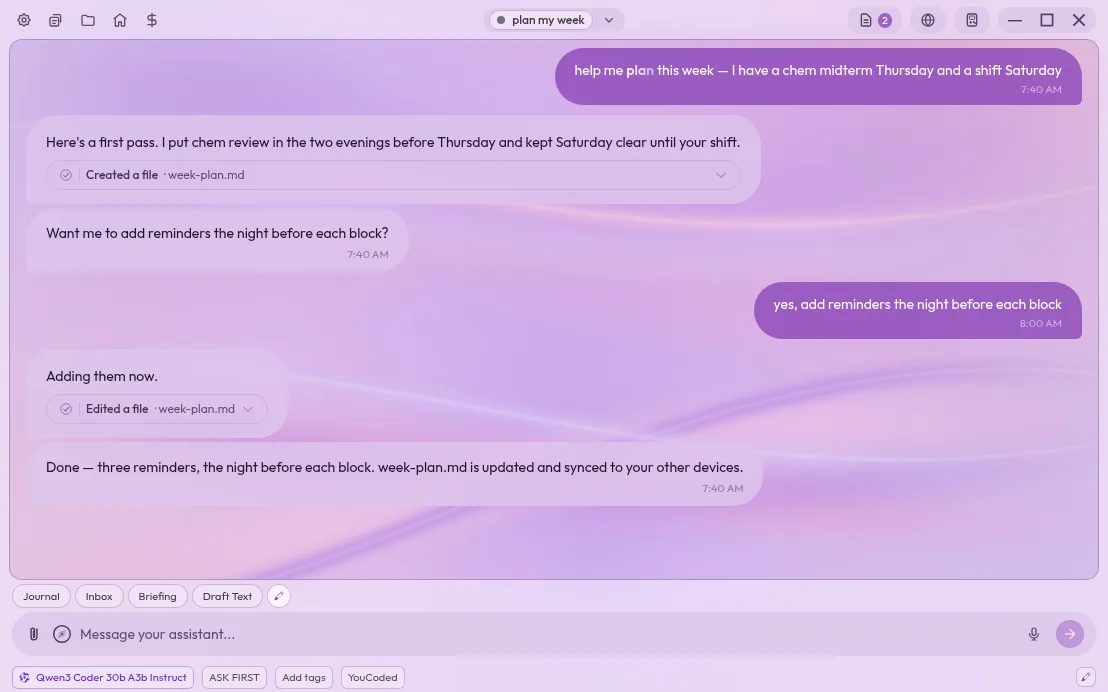 plan my week
2
help me plan this week — I have a chem midterm Thursday and a shift Saturday
7:40 AM
Here's a first pass. I put chem review in the two evenings before Thursday and kept Saturday clear until your shift.
Created a file · week-plan.md
Want me to add reminders the night before each block?
7:40 AM
yes, add reminders the night before each block
8:00 AM
Adding them now.
Edited a file · week-plan.md
Done — three reminders, the night before each block. week-plan.md is updated and synced to your other devices.
7:40 AM
Journal Inbox Briefing Draft Text
Message your assistant...
Qwen3 Coder 30b A3b Instruct ASK FIRST Add tags YouCoded